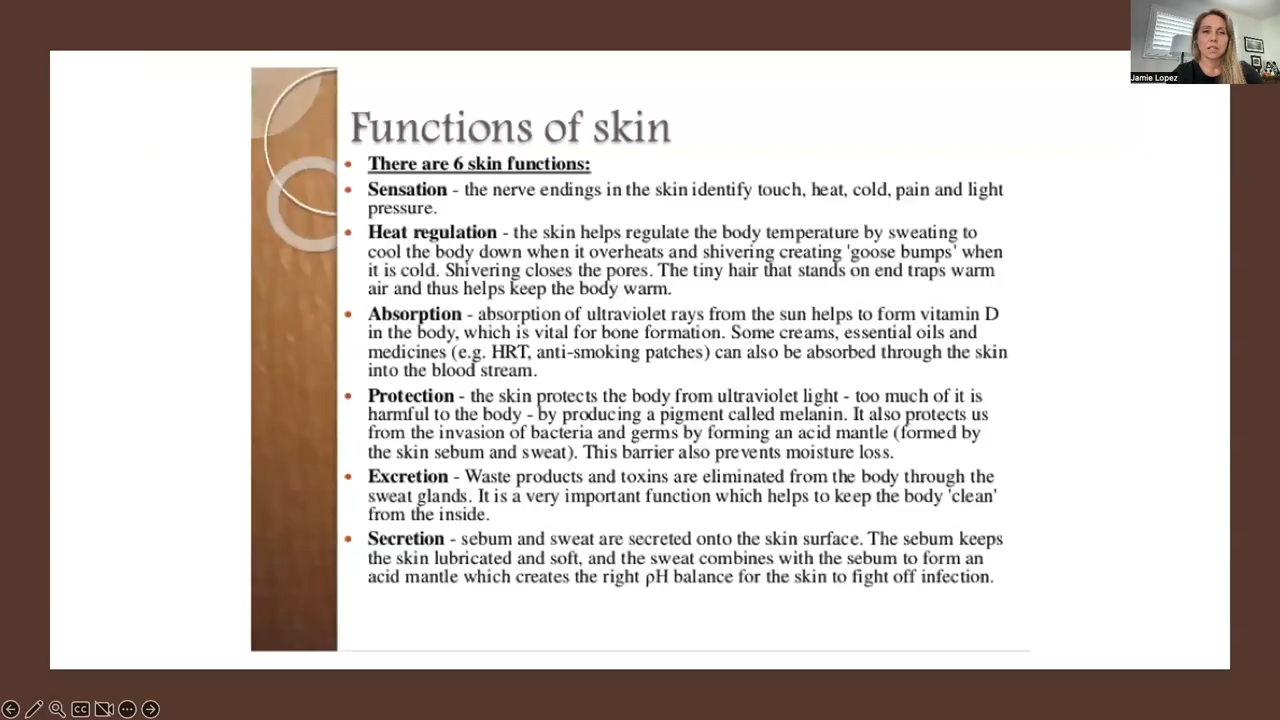 Jamie Lopez
Functions of skin
There are 6 skin functions:
Sensation - the nerve endings in the skin identify touch, heat, cold, pain and light
pressure.
Heat regulation - the skin helps regulate the body temperature by sweating to
cool the body down when it overheats and shivering creating 'goose bumps' when
it is cold. Shivering closes the pores. The tiny hair that stands on end traps warm
air and thus helps keep the body warm.
Absorption - absorption of ultraviolet rays from the sun helps to form vitamin D
in the body, which is vital for bone formation. Some creams, essential oils and
medicines (e.g. HRT, anti-smoking patches) can also be absorbed through the skin
into the blood stream.
Protection - the skin protects the body from ultraviolet light - too much of it is
harmful to the body - by producing a pigment called melanin. It also protects us
from the invasion of bacteria and germs by forming an acid mantle (formed by
the skin sebum and sweat). This barrier also prevents moisture loss.
Excretion - Waste products and toxins are eliminated from the body through the
sweat glands. It is a very important function which helps to keep the body 'clean'
from the inside.
Secretion - sebum and sweat are secreted onto the skin surface. The sebum keeps
the skin lubricated and soft, and the sweat combines with the sebum to form an
acid mantle which creates the right ρH balance for the skin to fight off infection.
CC